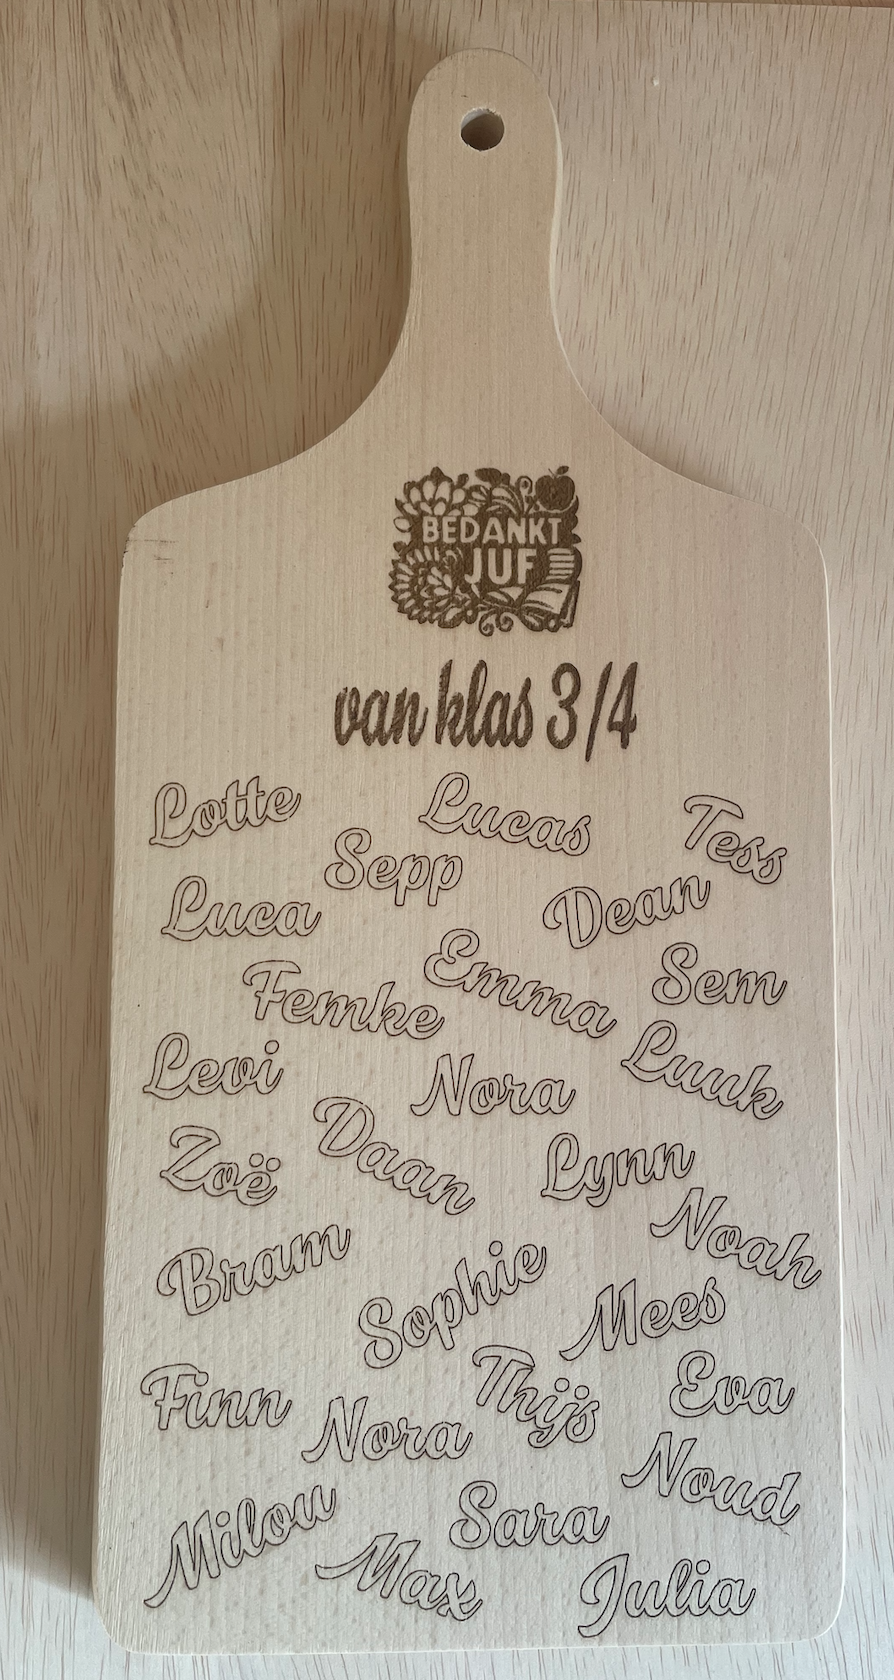 BEDANKT
JUF
van klas 3/4
Lotte
Lucas
Tess
Sepp
Luca
Dean
Emma
Sem
Femke
Levi
Nora
Luuk
Zoë
Daan
Lynn
Noah
Bram
Sophie
Mees
Finn
Thijs
Eva
Nora
Noud
Milou
Sara
Max
Julia